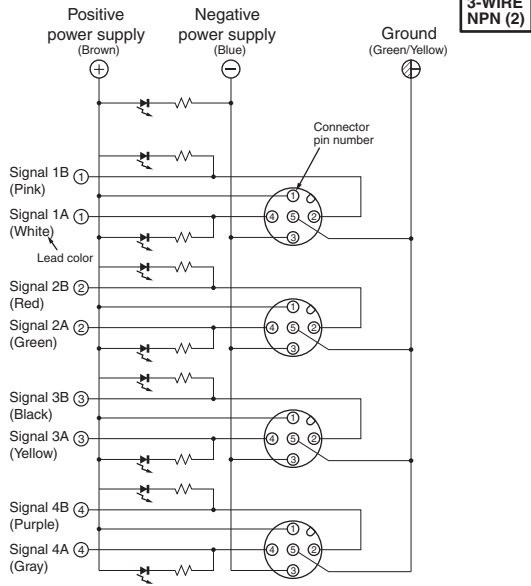 3-WIRE
NPN (2)
Positive
power supply
(Brown)
Negative
power supply
(Blue)
Ground
(Green/Yellow)
Connector
pin number
Signal 1B ①
(Pink)
① 
Signal 1A ①
④ ⑤ ②
(White)
③
Lead color
Signal 2B ②
(Red)
①
Signal 2A ②
④ ⑤ ②
(Green)
③
Signal 3B ③
(Black)
①
Signal 3A ③
④ ⑤ ②
(Yellow)
③
Signal 4B ④
(Purple)
①
Signal 4A ④
④ ⑤ ②
(Gray)
③